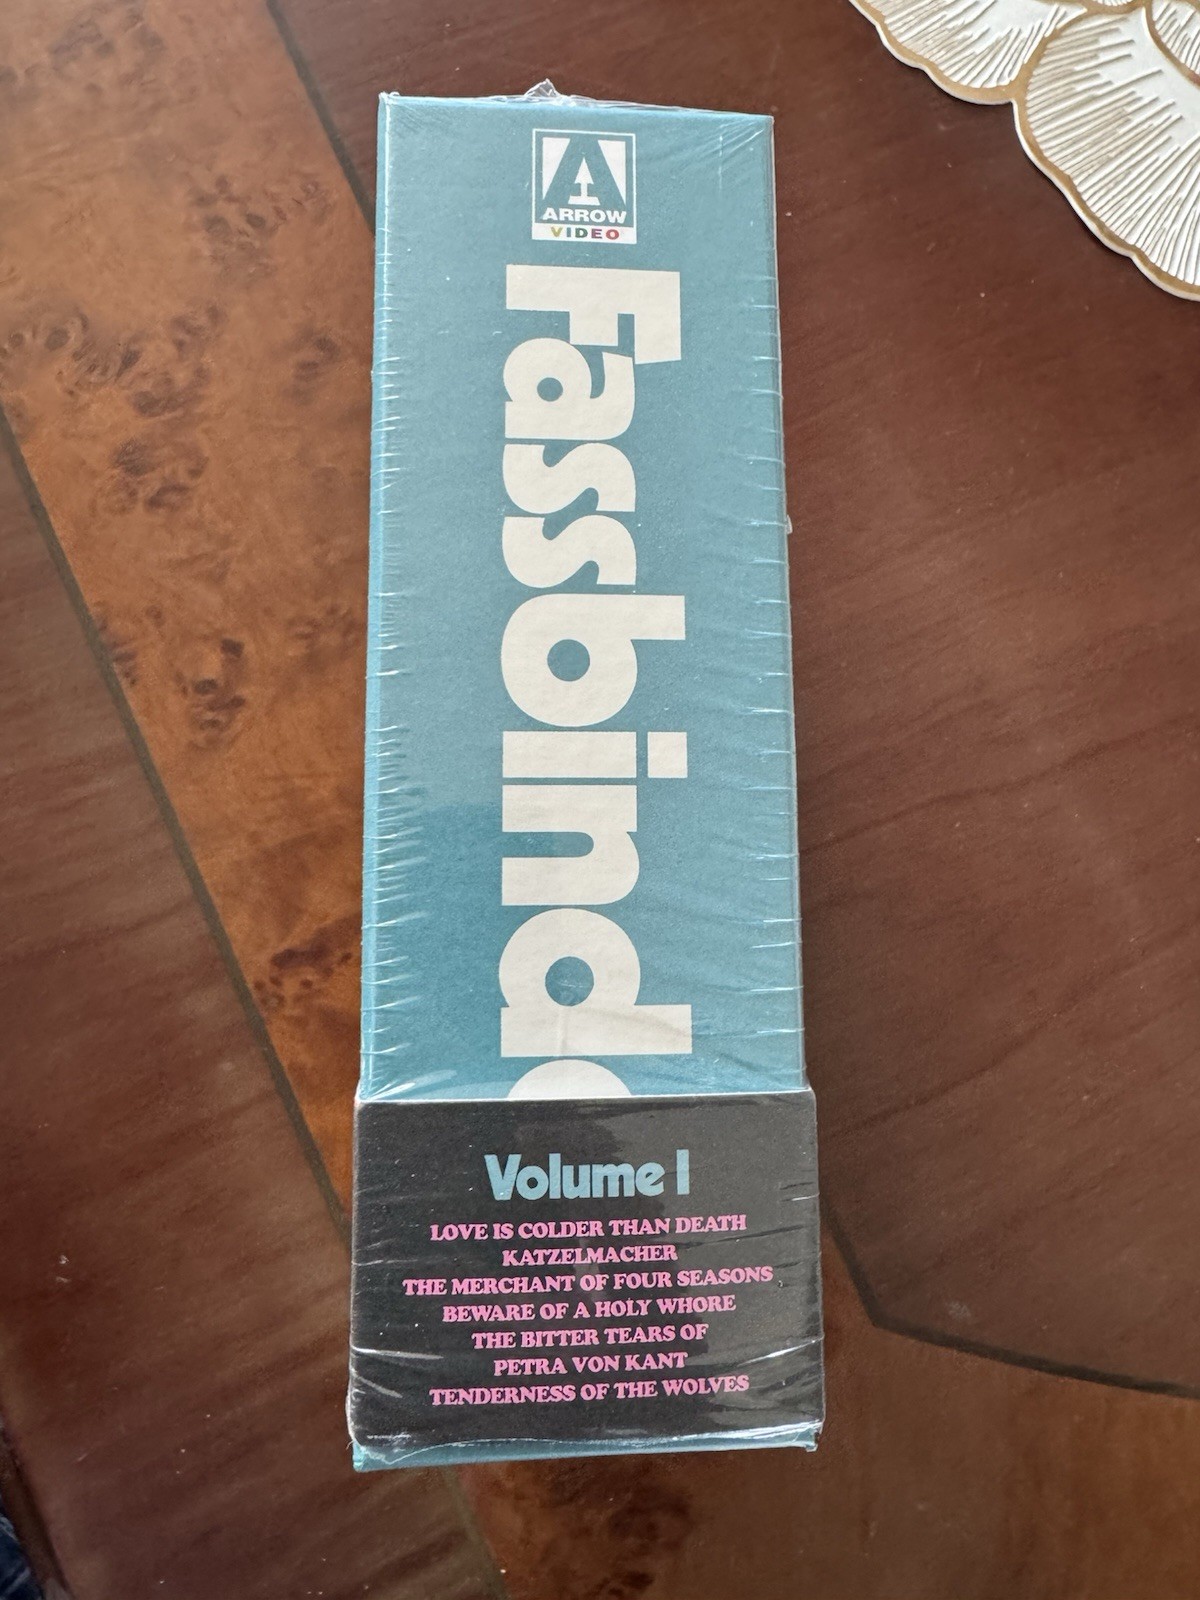 ARROW
VIDEO
Fassbind
Volume 1
LOVE IS COLDER THAN DEATH
KATZELMACHER
THE MERCHANT OF FOUR SEASONS
BEWARE OF A HOLY WHORE
THE BITTER TEARS OF
PETRA VON KANT
TENDERNESS OF THE WOLVES